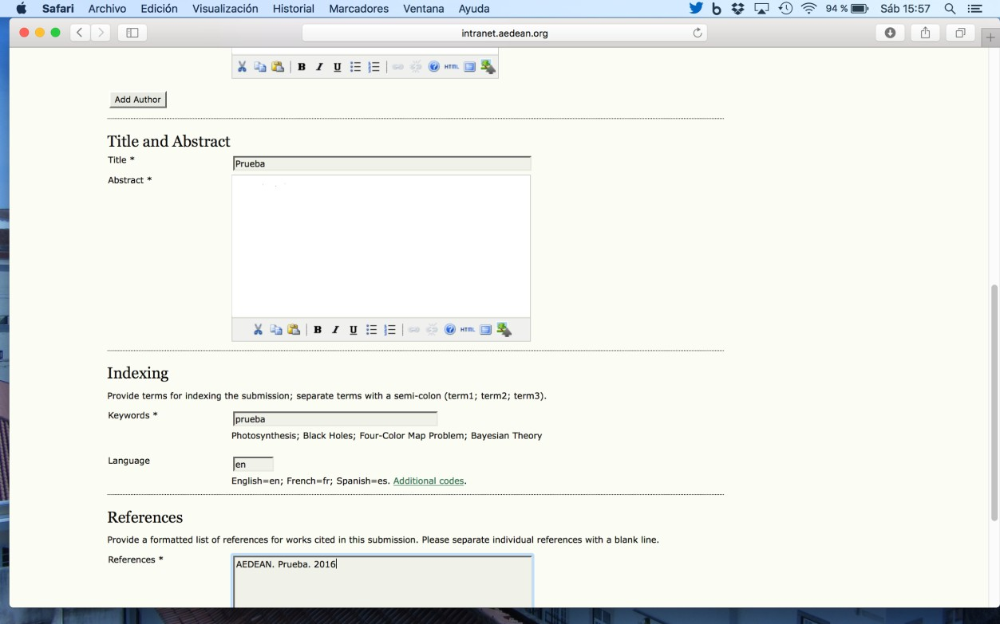 Safari Archivo Edición Visualización Historial Marcadores Ventana Ayuda 94 % Sáb 15:57
intranet.aedean.org
B I U HTML
Add Author
Title and Abstract
Title *
Prueba
Abstract *
B I U HTML
Indexing
Provide terms for indexing the submission; separate terms with a semi-colon (term1; term2; term3).
Keywords *
prueba
Photosynthesis; Black Holes; Four-Color Map Problem; Bayesian Theory
Language
en
English=en; French=fr; Spanish=es. Additional codes.
References
Provide a formatted list of references for works cited in this submission. Please separate individual references with a blank line.
References *
AEDEAN. Prueba. 2016